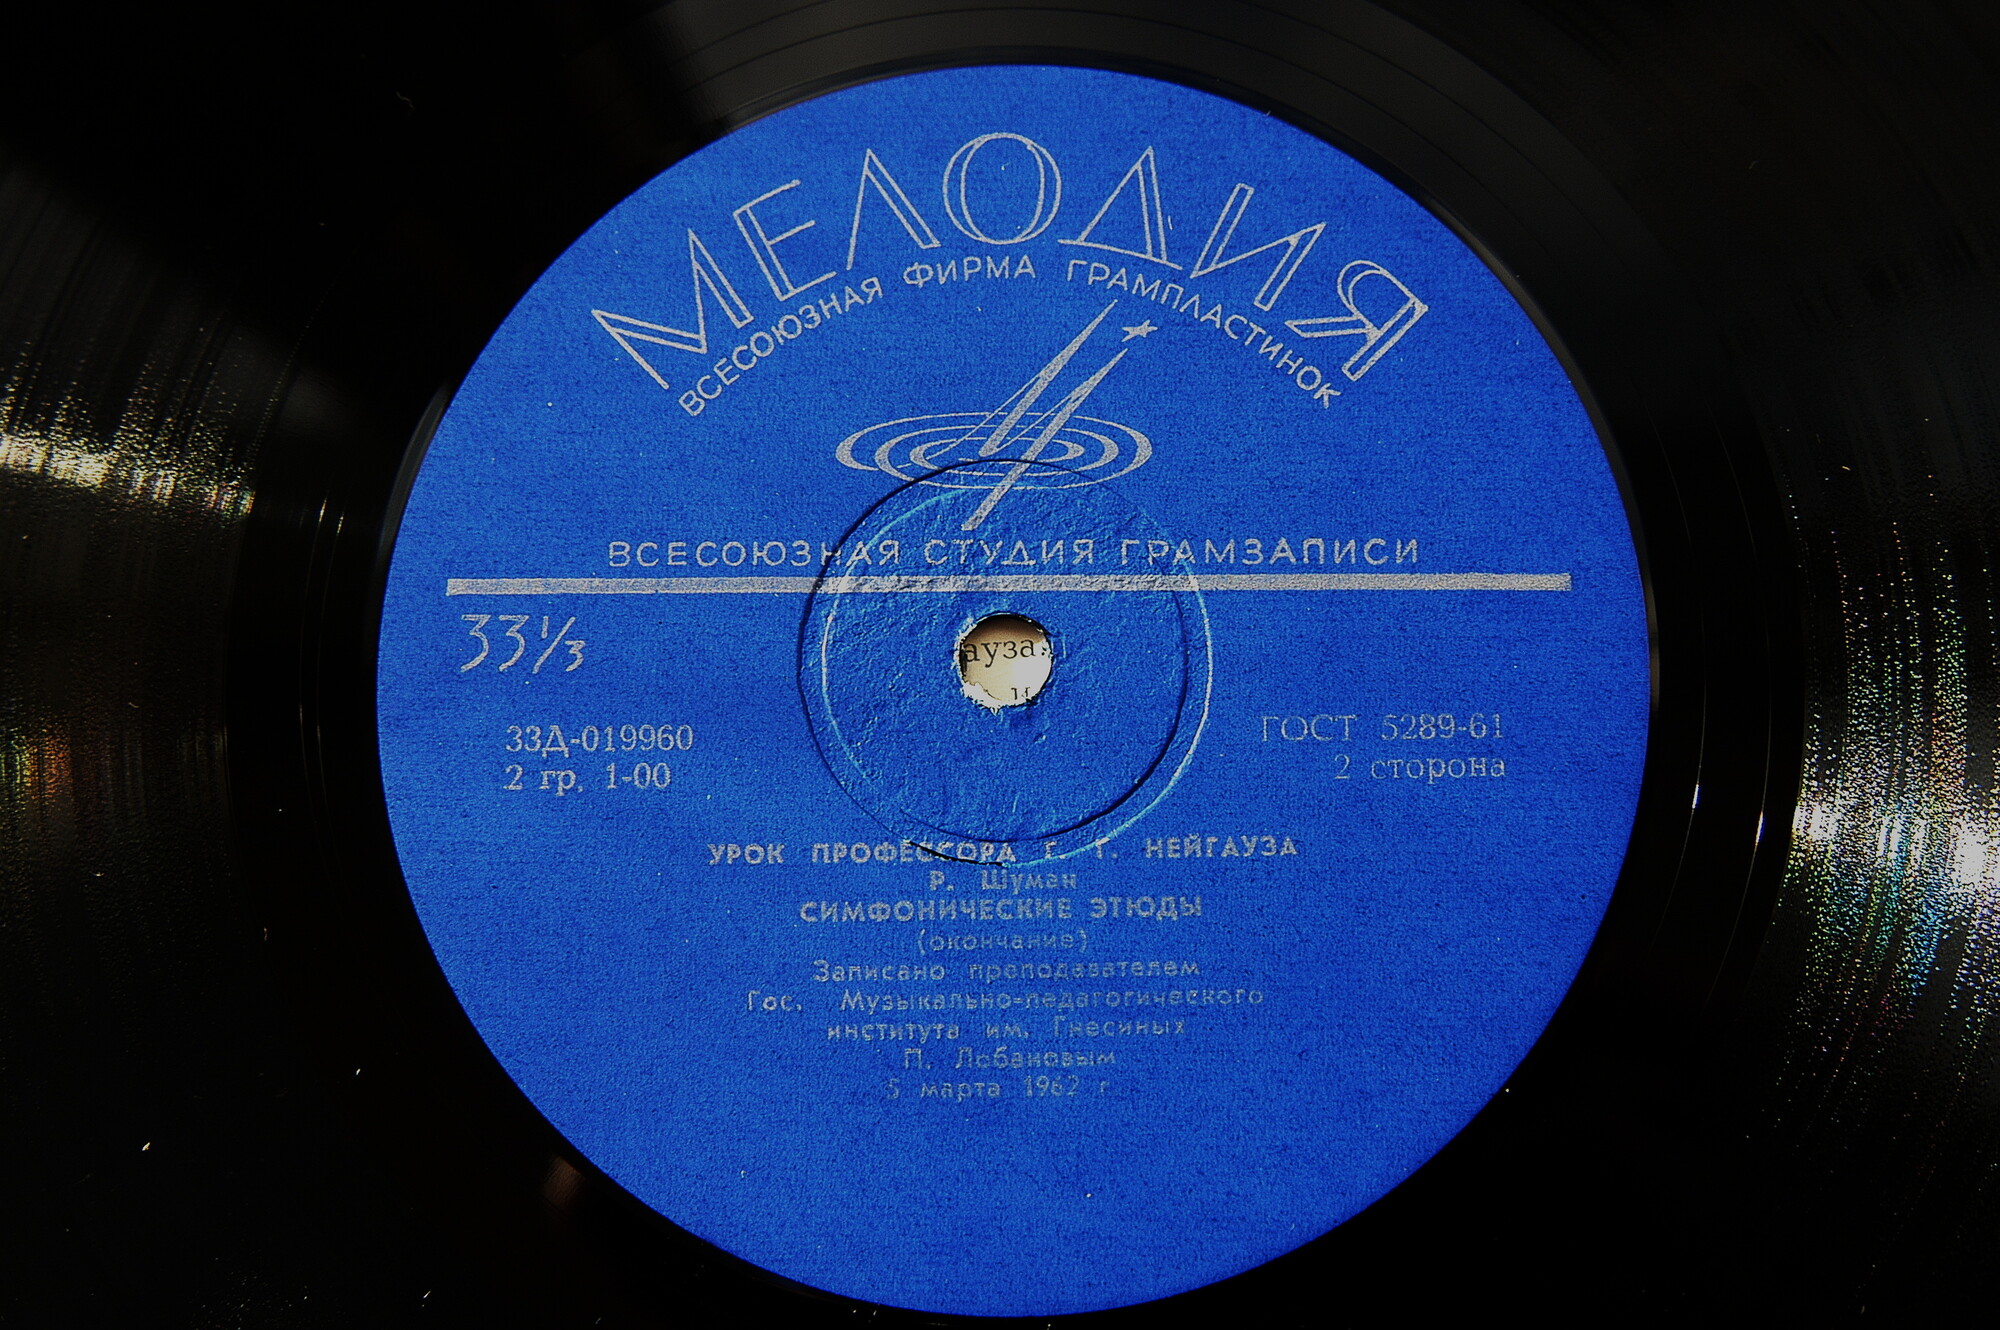 МЕЛОДИЯ
ВСЕСОЮЗНАЯ ФИРМА ГРАМПЛАСТИНОК
ВСЕСОЮЗНАЯ СТУДИЯ ГРАМЗАПИСИ
33⅓
ауза.
и
33Д-019960
ГОСТ 5289-61
2 гр. 1-00
2 сторона
УРОК ПРОФЕССОРА Г. Г. НЕЙГАУЗА
Р. Шуман
СИМФОНИЧЕСКИЕ ЭТЮДЫ
(окончание)
Записано преподавателем
Гос. Музыкально-педагогического
института им. Гнесиных
П. Лобановым
5 марта 1962 г